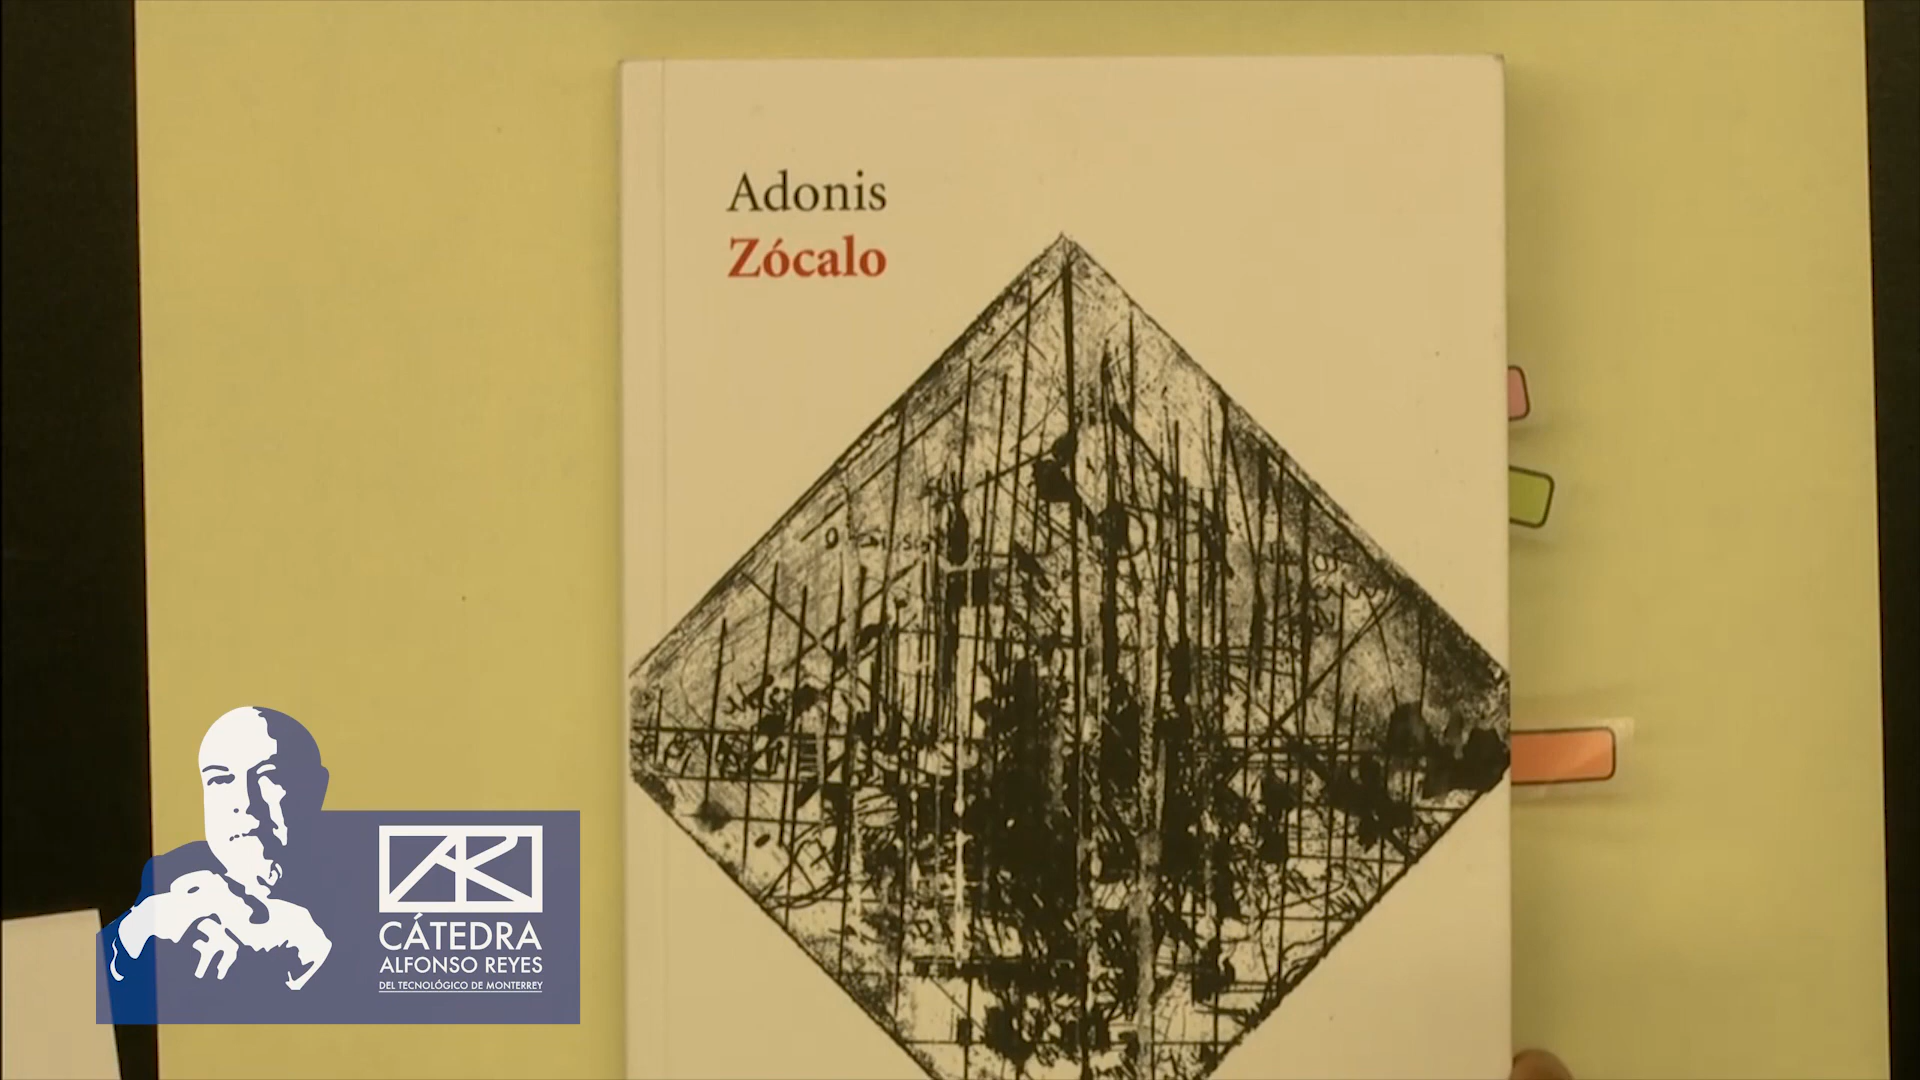 Adonis
Zócalo
CÁTEDRA
ALFONSO REYES
DEL TECNOLÓGICO DE MONTERREY